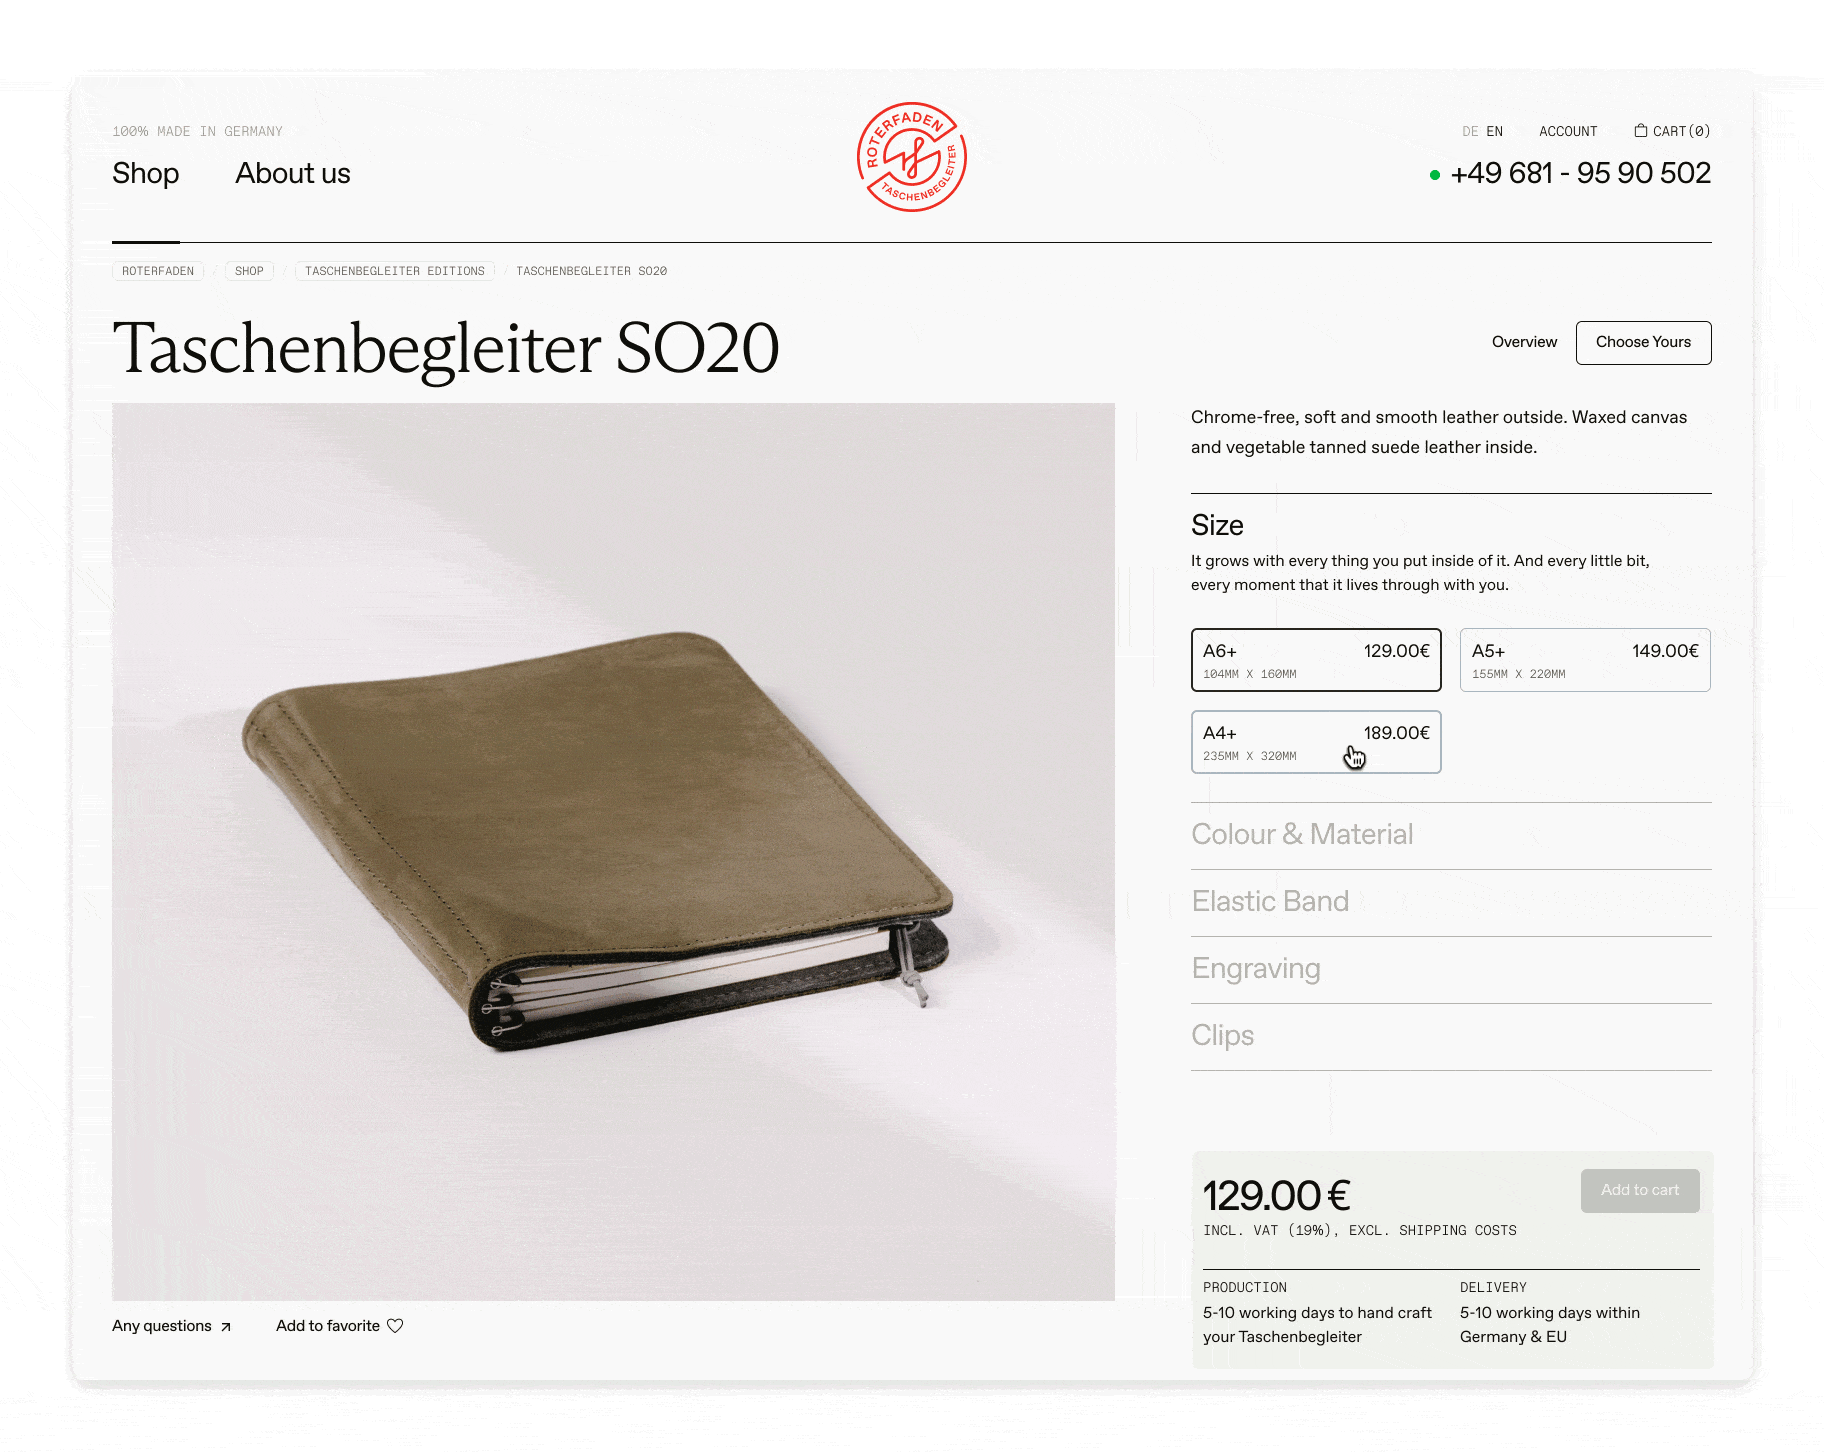 100% MADE IN GERMANY
Shop
About us
ROTERFADEN
TASCHENBEGLEITER
DE EN
ACCOUNT
CART(0)
+49 681 - 95 90 502
ROTERFADEN / SHOP / TASCHENBEGLEITER EDITIONS / TASCHENBEGLEITER SO20
Taschenbegleiter SO20
Overview
Choose Yours
Chrome-free, soft and smooth leather outside. Waxed canvas
and vegetable tanned suede leather inside.
Size
It grows with every thing you put inside of it. And every little bit,
every moment that it lives through with you.
A6+ 129.00€
104MM X 160MM
A5+ 149.00€
155MM X 220MM
A4+ 189.00€
235MM X 320MM
Colour & Material
Elastic Band
Engraving
Clips
129.00 €
Add to cart
INCL. VAT (19%), EXCL. SHIPPING COSTS
PRODUCTION
5-10 working days to hand craft
your Taschenbegleiter
DELIVERY
5-10 working days within
Germany & EU
Any questions
Add to favorite